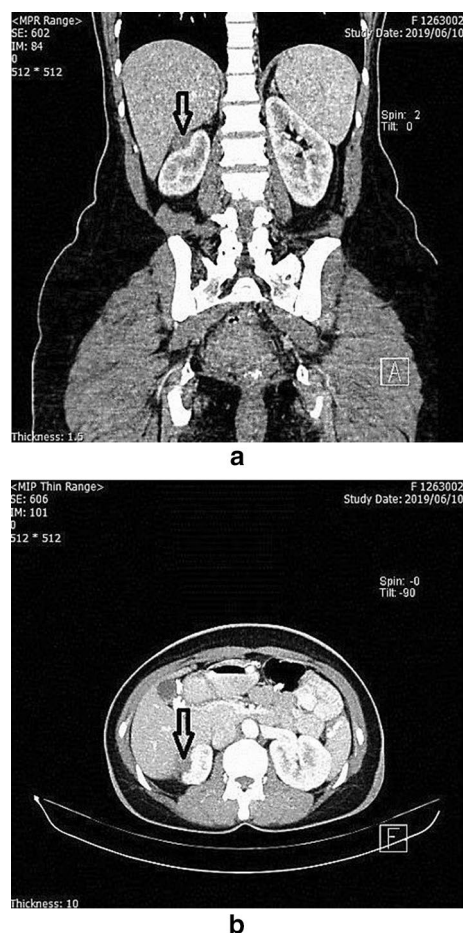 <MPR Range>
SE: 602
IM: 84
0
512 * 512
F 1263002
Study Date: 2019/06/10
Spin: 2
Tilt: 0
A
Thickness: 1.5
a
<MIP Thin Range>
SE: 606
IM: 101
0
512 * 512
F 1263002
Study Date: 2019/06/10
Spin: -0
Tilt: -90
F
Thickness: 10
b